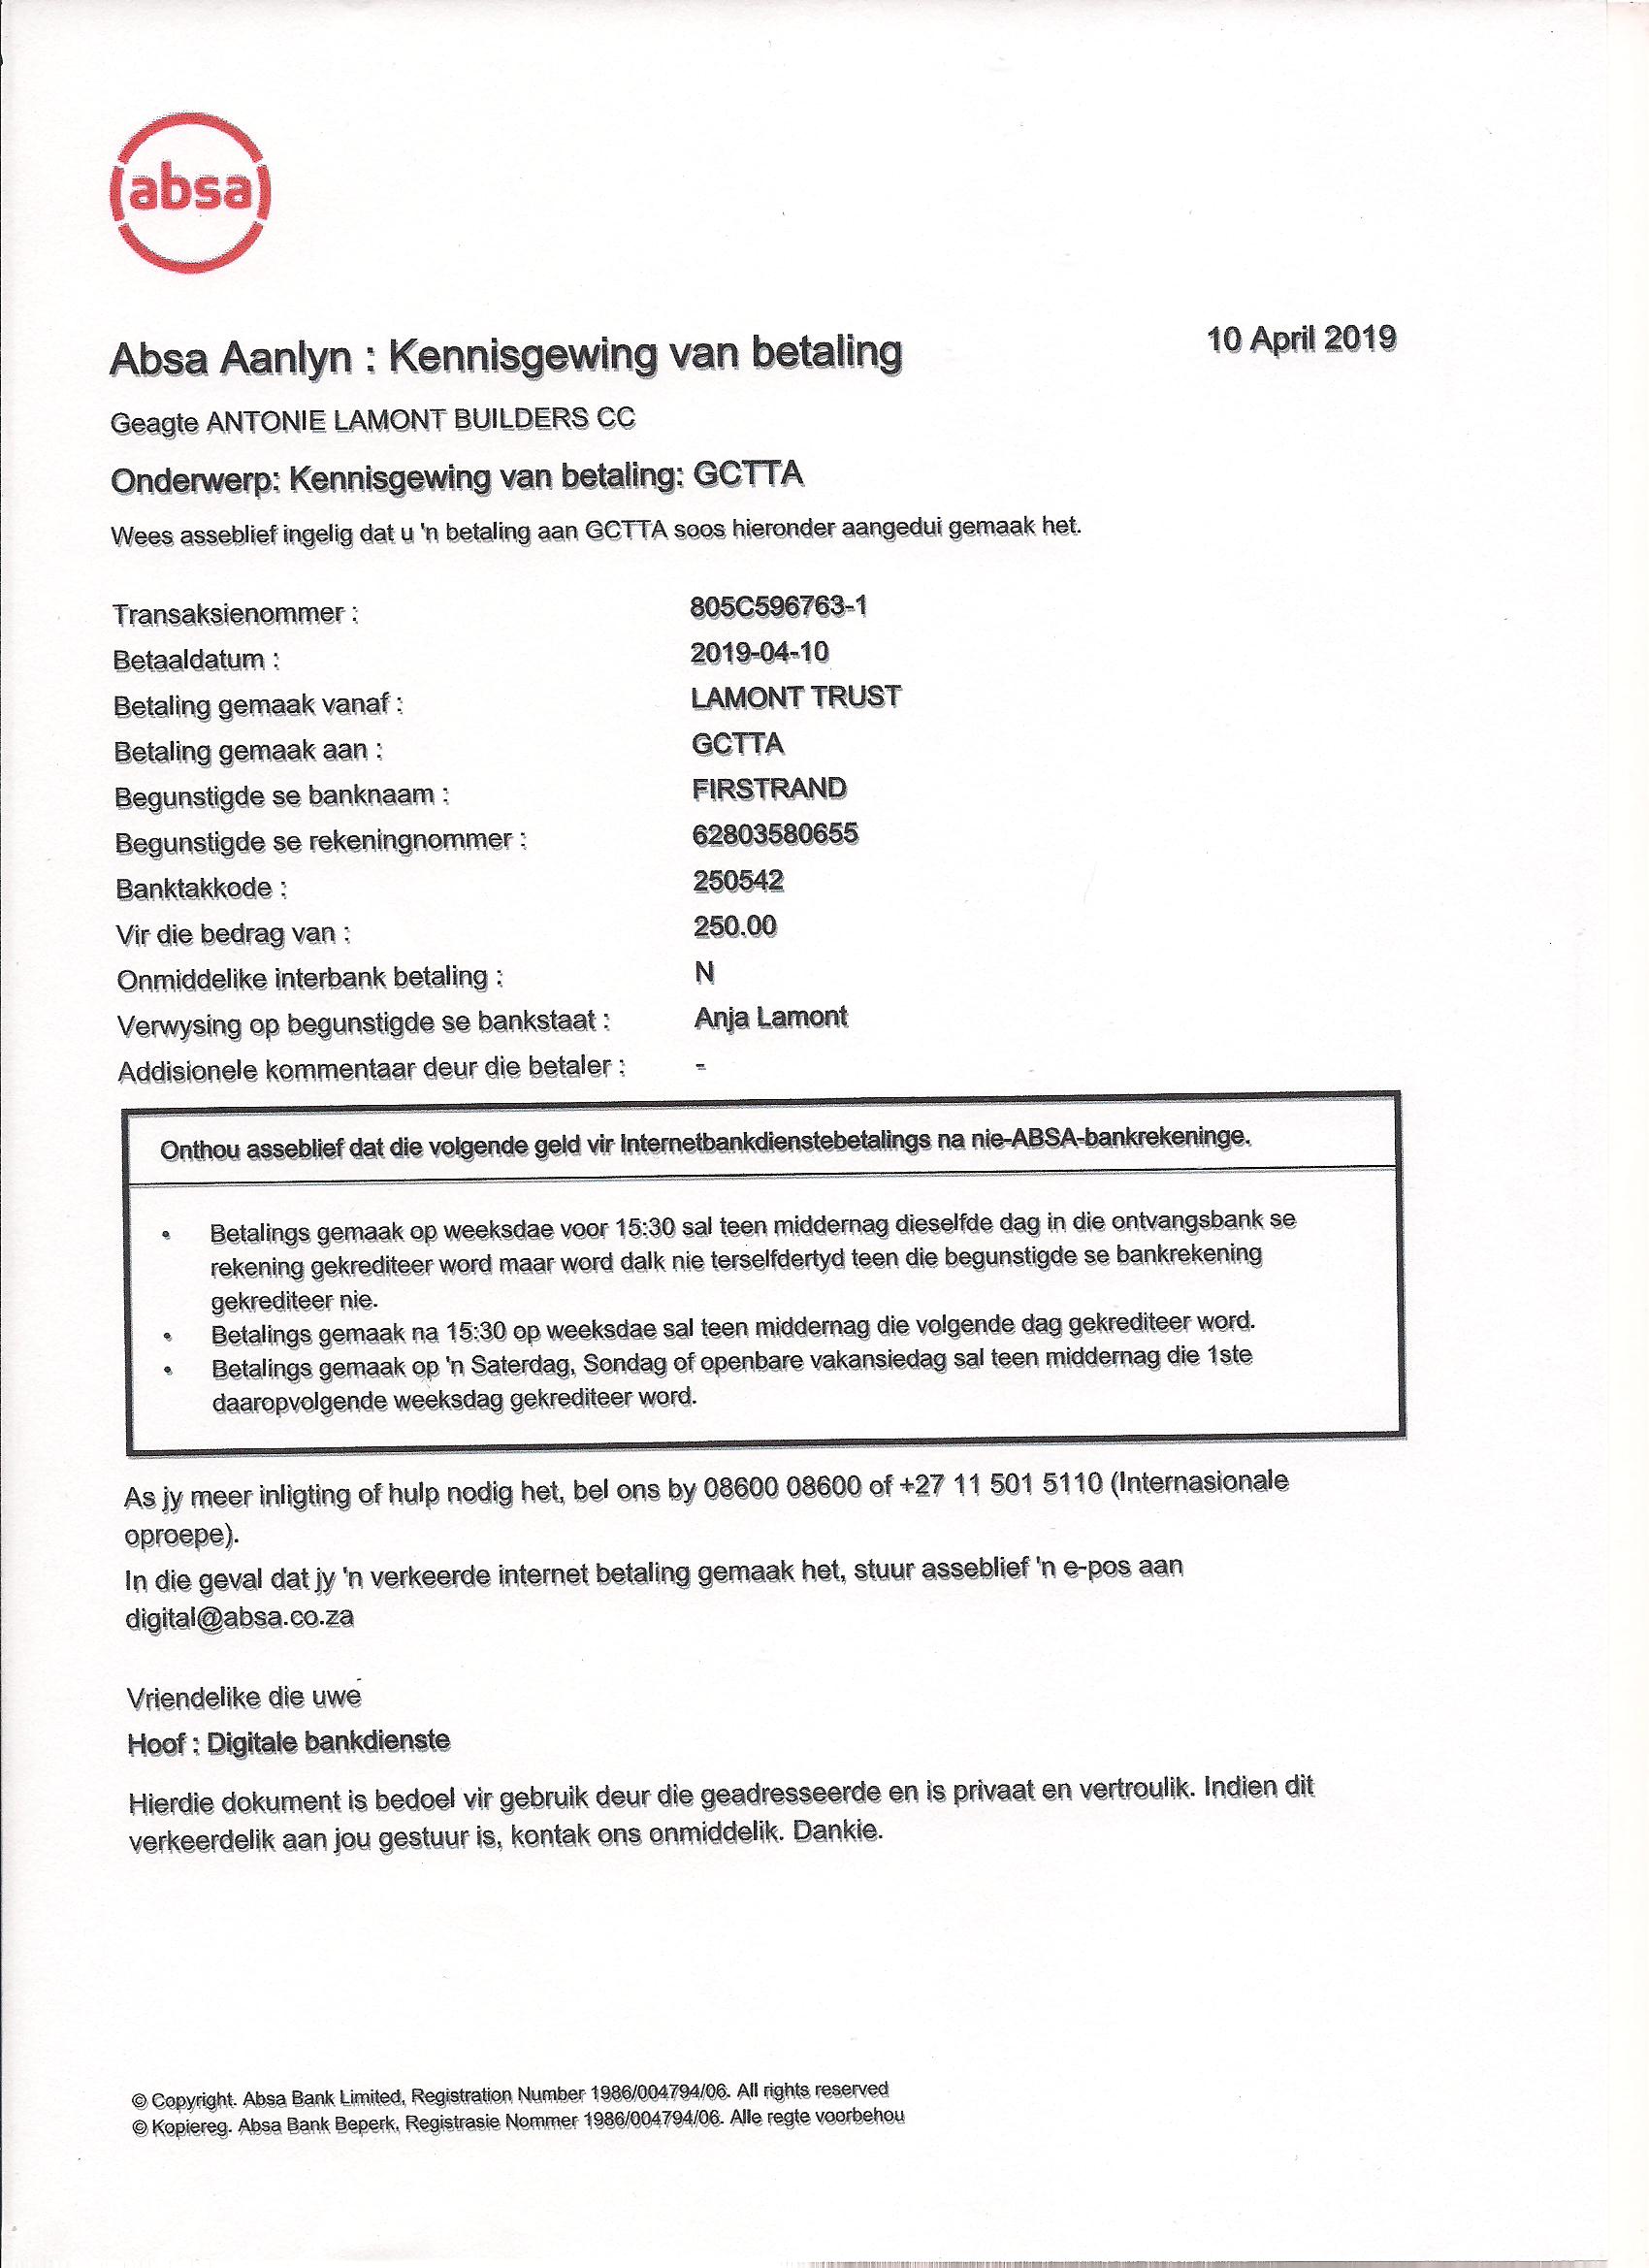 absa
Absa Aanlyn : Kennisgewing van betaling
10 April 2019
Geagte ANTONIE LAMONT BUILDERS CC
Onderwerp: Kennisgewing van betaling: GCTTA
Wees asseblief ingelig dat u 'n betaling aan GCTTA soos hieronder aangedui gemaak het.
Transaksienommer : 805C596763-1
Betaaldatum : 2019-04-10
Betaling gemaak vanaf : LAMONT TRUST
Betaling gemaak aan : GCTTA
Begunstigde se banknaam : FIRSTRAND
Begunstigde se rekeningnommer : 62803580655
Banktakkode : 250542
Vir die bedrag van : 250.00
Onmiddelike interbank betaling : N
Verwysing op begunstigde se bankstaat : Anja Lamont
Addisionele kommentaar deur die betaler : -
Onthou asseblief dat die volgende geld vir Internetbankdienstebetalings na nie-ABSA-bankrekeninge.
• Betalings gemaak op weeksdae voor 15:30 sal teen middernag dieselfde dag in die ontvangsbank se
rekening gekrediteer word maar word dalk nie terselfdertyd teen die begunstigde se bankrekening
gekrediteer nie.
• Betalings gemaak na 15:30 op weeksdae sal teen middernag die volgende dag gekrediteer word.
• Betalings gemaak op 'n Saterdag, Sondag of openbare vakansiedag sal teen middernag die 1ste
daaropvolgende weeksdag gekrediteer word.
As jy meer inligting of hulp nodig het, bel ons by 08600 08600 of +27 11 501 5110 (Internasionale
oproepe).
In die geval dat jy 'n verkeerde internet betaling gemaak het, stuur asseblief 'n e-pos aan
digital@absa.co.za
Vriendelike die uwe
Hoof : Digitale bankdienste
Hierdie dokument is bedoel vir gebruik deur die geadresseerde en is privaat en vertroulik. Indien dit
verkeerdelik aan jou gestuur is, kontak ons onmiddelik. Dankie.
© Copyright. Absa Bank Limited, Registration Number 1986/004794/06. All rights reserved
© Kopiereg. Absa Bank Beperk, Registrasie Nommer 1986/004794/06. Alle regte voorbehou